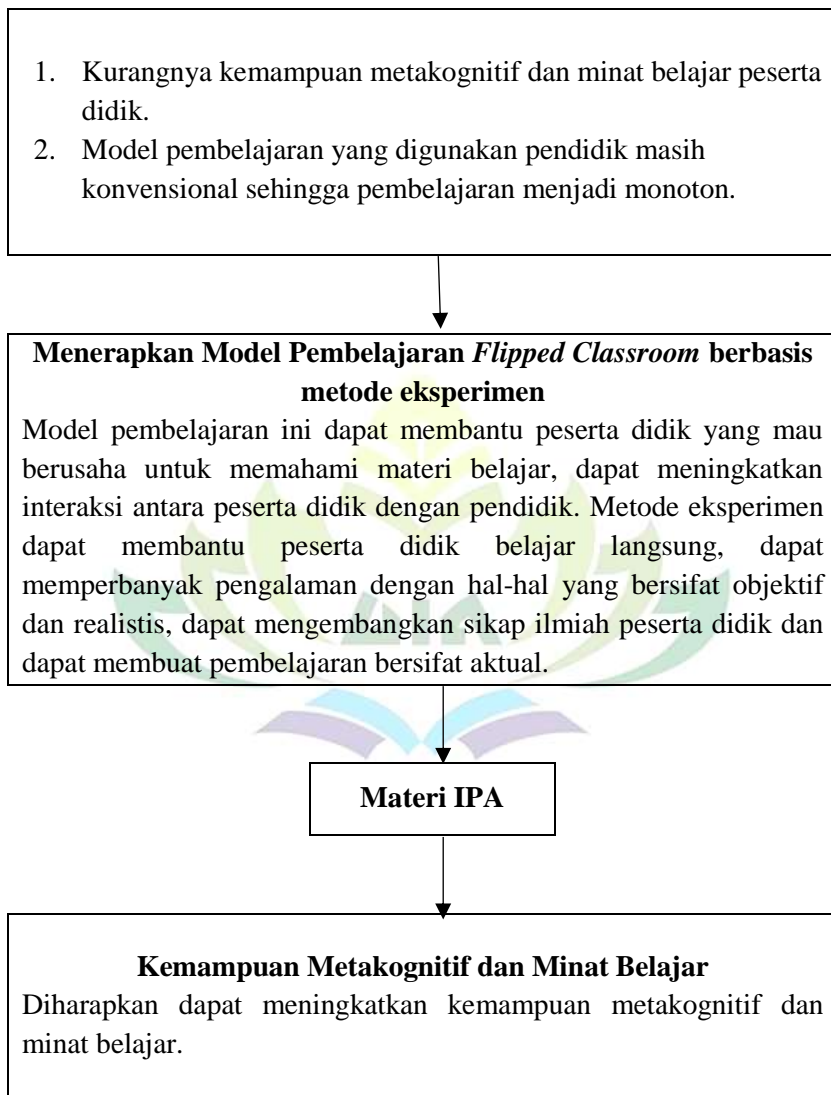 1. Kurangnya kemampuan metakognitif dan minat belajar peserta
didik.
2. Model pembelajaran yang digunakan pendidik masih
konvensional sehingga pembelajaran menjadi monoton.
Menerapkan Model Pembelajaran Flipped Classroom berbasis
metode eksperimen
Model pembelajaran ini dapat membantu peserta didik yang mau
berusaha untuk memahami materi belajar, dapat meningkatkan
interaksi antara peserta didik dengan pendidik. Metode eksperimen
dapat membantu peserta didik belajar langsung, dapat
memperbanyak pengalaman dengan hal-hal yang bersifat objektif
dan realistis, dapat mengembangkan sikap ilmiah peserta didik dan
dapat membuat pembelajaran bersifat aktual.
Materi IPA
Kemampuan Metakognitif dan Minat Belajar
Diharapkan dapat meningkatkan kemampuan metakognitif dan
minat belajar.